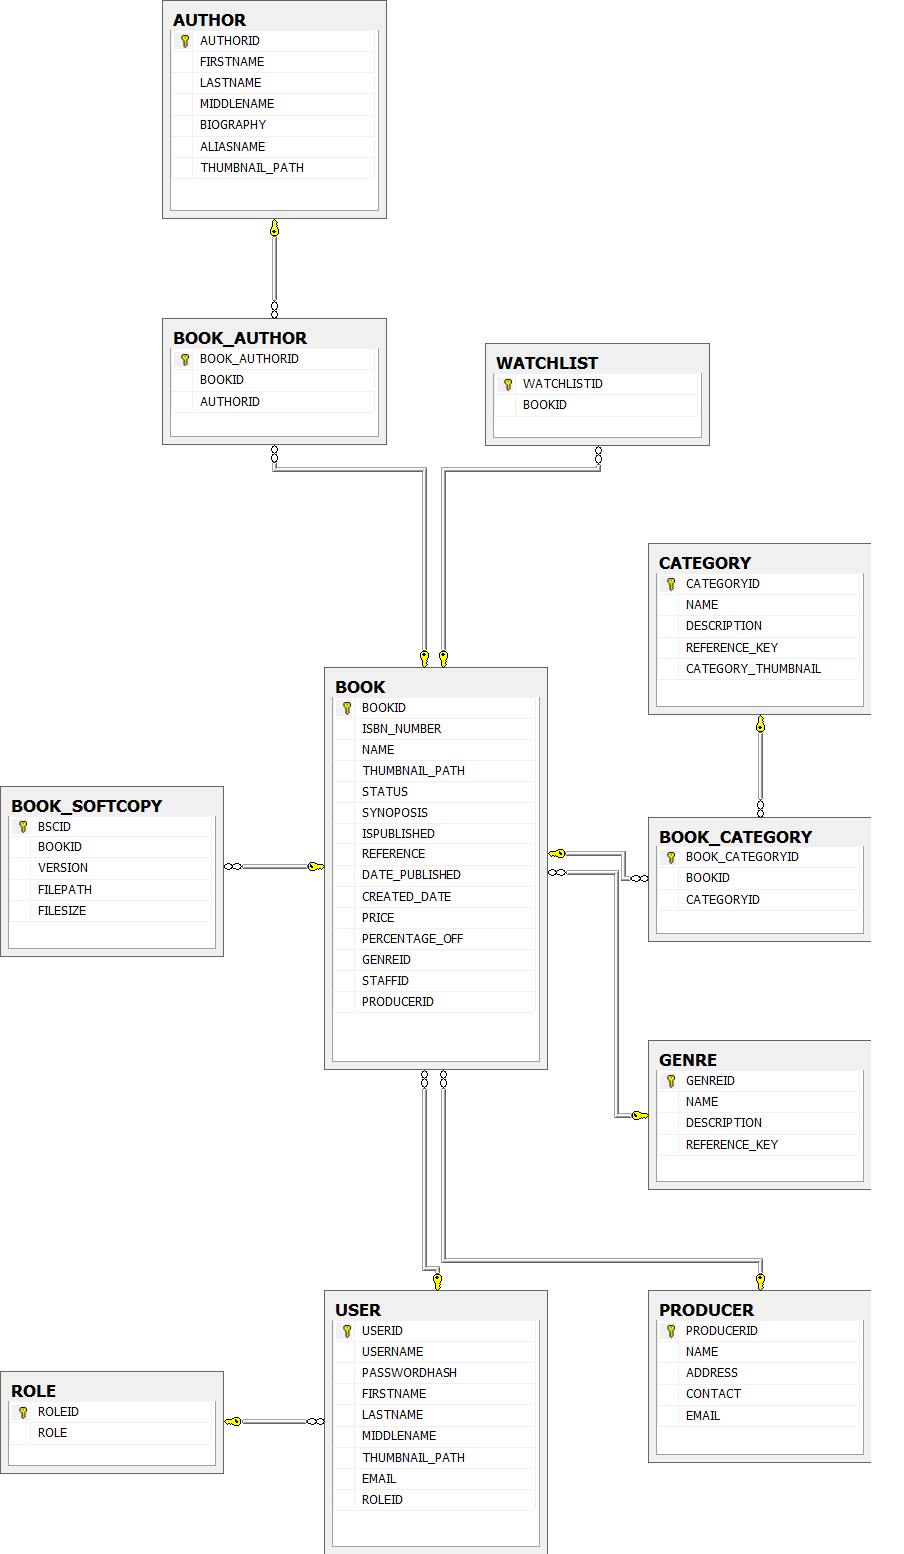 AUTHOR
AUTHORID
FIRSTNAME
LASTNAME
MIDDLENAME
BIOGRAPHY
ALIASNAME
THUMBNAIL_PATH
BOOK_AUTHOR
BOOK_AUTHORID
BOOKID
AUTHORID
WATCHLIST
WATCHLISTID
BOOKID
CATEGORY
CATEGORYID
NAME
DESCRIPTION
REFERENCE_KEY
CATEGORY_THUMBNAIL
BOOK
BOOKID
ISBN_NUMBER
NAME
THUMBNAIL_PATH
STATUS
SYNOPOSIS
ISPUBLISHED
REFERENCE
DATE_PUBLISHED
CREATED_DATE
PRICE
PERCENTAGE_OFF
GENREID
STAFFID
PRODUCERID
BOOK_SOFTCOPY
BSCID
BOOKID
VERSION
FILEPATH
FILESIZE
BOOK_CATEGORY
BOOK_CATEGORYID
BOOKID
CATEGORYID
GENRE
GENREID
NAME
DESCRIPTION
REFERENCE_KEY
USER
USERID
USERNAME
PASSWORDHASH
FIRSTNAME
LASTNAME
MIDDLENAME
THUMBNAIL_PATH
EMAIL
ROLEID
PRODUCER
PRODUCERID
NAME
ADDRESS
CONTACT
EMAIL
ROLE
ROLEID
ROLE